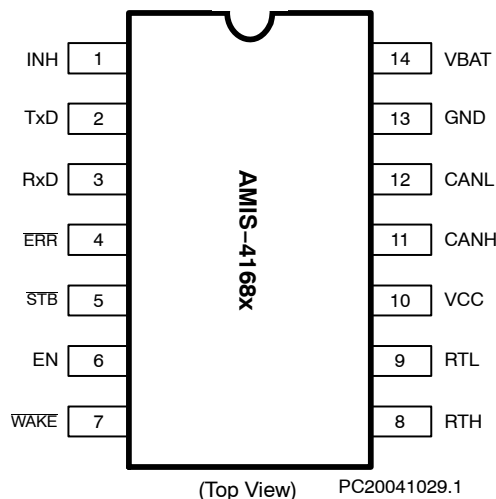 INH 1 14 VBAT
TxD 2 13 GND
RxD 3 12 CANL
ERR 4 11 CANH
STB 5 10 VCC
EN 6 9 RTL
WAKE 7 8 RTH
AMIS–4168x
(Top View) PC20041029.1